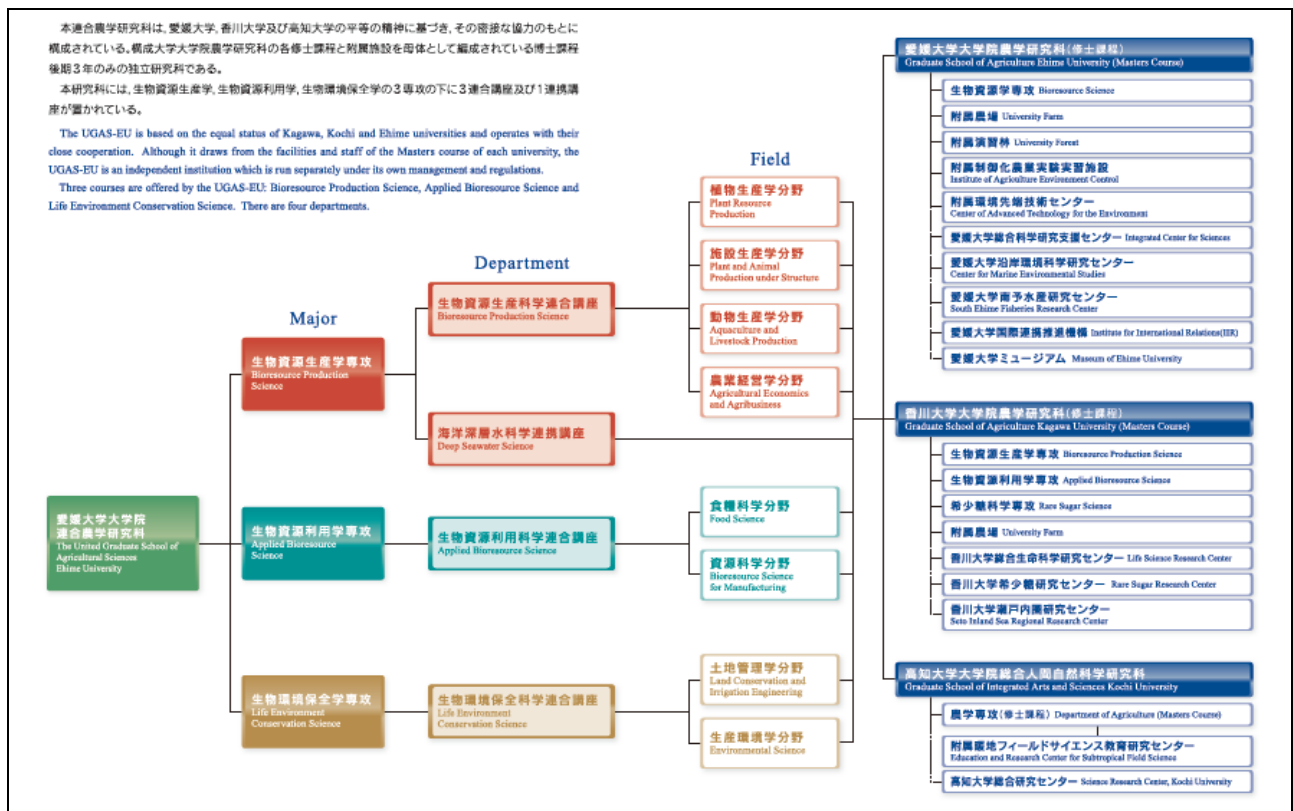 本連合農学研究科は，愛媛大学，香川大学及び高知大学の平等の精神に基づき，その密接な協力のもとに
構成されている。構成大学大学院農学研究科の各修士課程と附属施設を母体として編成されている博士課程
後期３年のみの独立研究科である。
本研究科には，生物資源生産学，生物資源利用学，生物環境保全学の３専攻の下に３連合講座及び１連携講
座が置かれている。
The UGAS-EU is based on the equal status of Kagawa, Kochi and Ehime universities and operates with their
close cooperation. Although it draws from the facilities and staff of the Masters course of each university, the
UGAS-EU is an independent institution which is run separately under its own management and regulations.
Three courses are offered by the UGAS-EU: Bioresource Production Science, Applied Bioresource Science and
Life Environment Conservation Science. There are four departments.
愛媛大学大学院
連合農学研究科
The United Graduate School of
Agricultural Sciences
Ehime University
Major
生物資源生産学専攻
Bioresource Production
Science
生物資源利用学専攻
Applied Bioresource
Science
生物環境保全学専攻
Life Environment
Conservation Science
Department
生物資源生産科学連合講座
Bioresource Production Science
海洋深層水科学連携講座
Deep Seawater Science
生物資源利用科学連合講座
Applied Bioresource Science
生物環境保全科学連合講座
Life Environment
Conservation Science
Field
植物生産学分野
Plant Resource
Production
施設生産学分野
Plant and Animal
Production under Structure
動物生産学分野
Aquaculture and
Livestock Production
農業経営学分野
Agricultural Economics
and Agribusiness
食糧科学分野
Food Science
資源科学分野
Bioresource Science
for Manufacturing
土地管理学分野
Land Conservation and
Irrigation Engineering
生産環境学分野
Environmental Science
愛媛大学大学院農学研究科(修士課程)
Graduate School of Agriculture Ehime University (Masters Course)
生物資源学専攻 Bioresource Science
附属農場 University Farm
附属演習林 University Forest
附属制御化農業実験実習施設
Institute of Agriculture Environment Control
附属環境先端技術センター
Center of Advanced Technology for the Environment
愛媛大学総合科学研究支援センター Integrated Center for Sciences
愛媛大学沿岸環境科学研究センター
Center for Marine Environmental Studies
愛媛大学南予水産研究センター
South Ehime Fisheries Research Center
愛媛大学国際連携推進機構 Institute for International Relations(IIR)
愛媛大学ミュージアム Museum of Ehime University
香川大学大学院農学研究科(修士課程)
Graduate School of Agriculture Kagawa University (Masters Course)
生物資源生産学専攻 Bioresource Production Science
生物資源利用学専攻 Applied Bioresource Science
希少糖科学専攻 Rare Sugar Science
附属農場 University Farm
香川大学総合生命科学研究センター Life Science Research Center
香川大学希少糖研究センター Rare Sugar Research Center
香川大学瀬戸内圏研究センター
Seto Inland Sea Regional Research Center
高知大学大学院総合人間自然科学研究科
Graduate School of Integrated Arts and Sciences Kochi University
農学専攻(修士課程) Department of Agriculture (Masters Course)
附属暖地フィールドサイエンス教育研究センター
Education and Research Center for Subtropical Field Science
高知大学総合研究センター Science Research Center, Kochi University